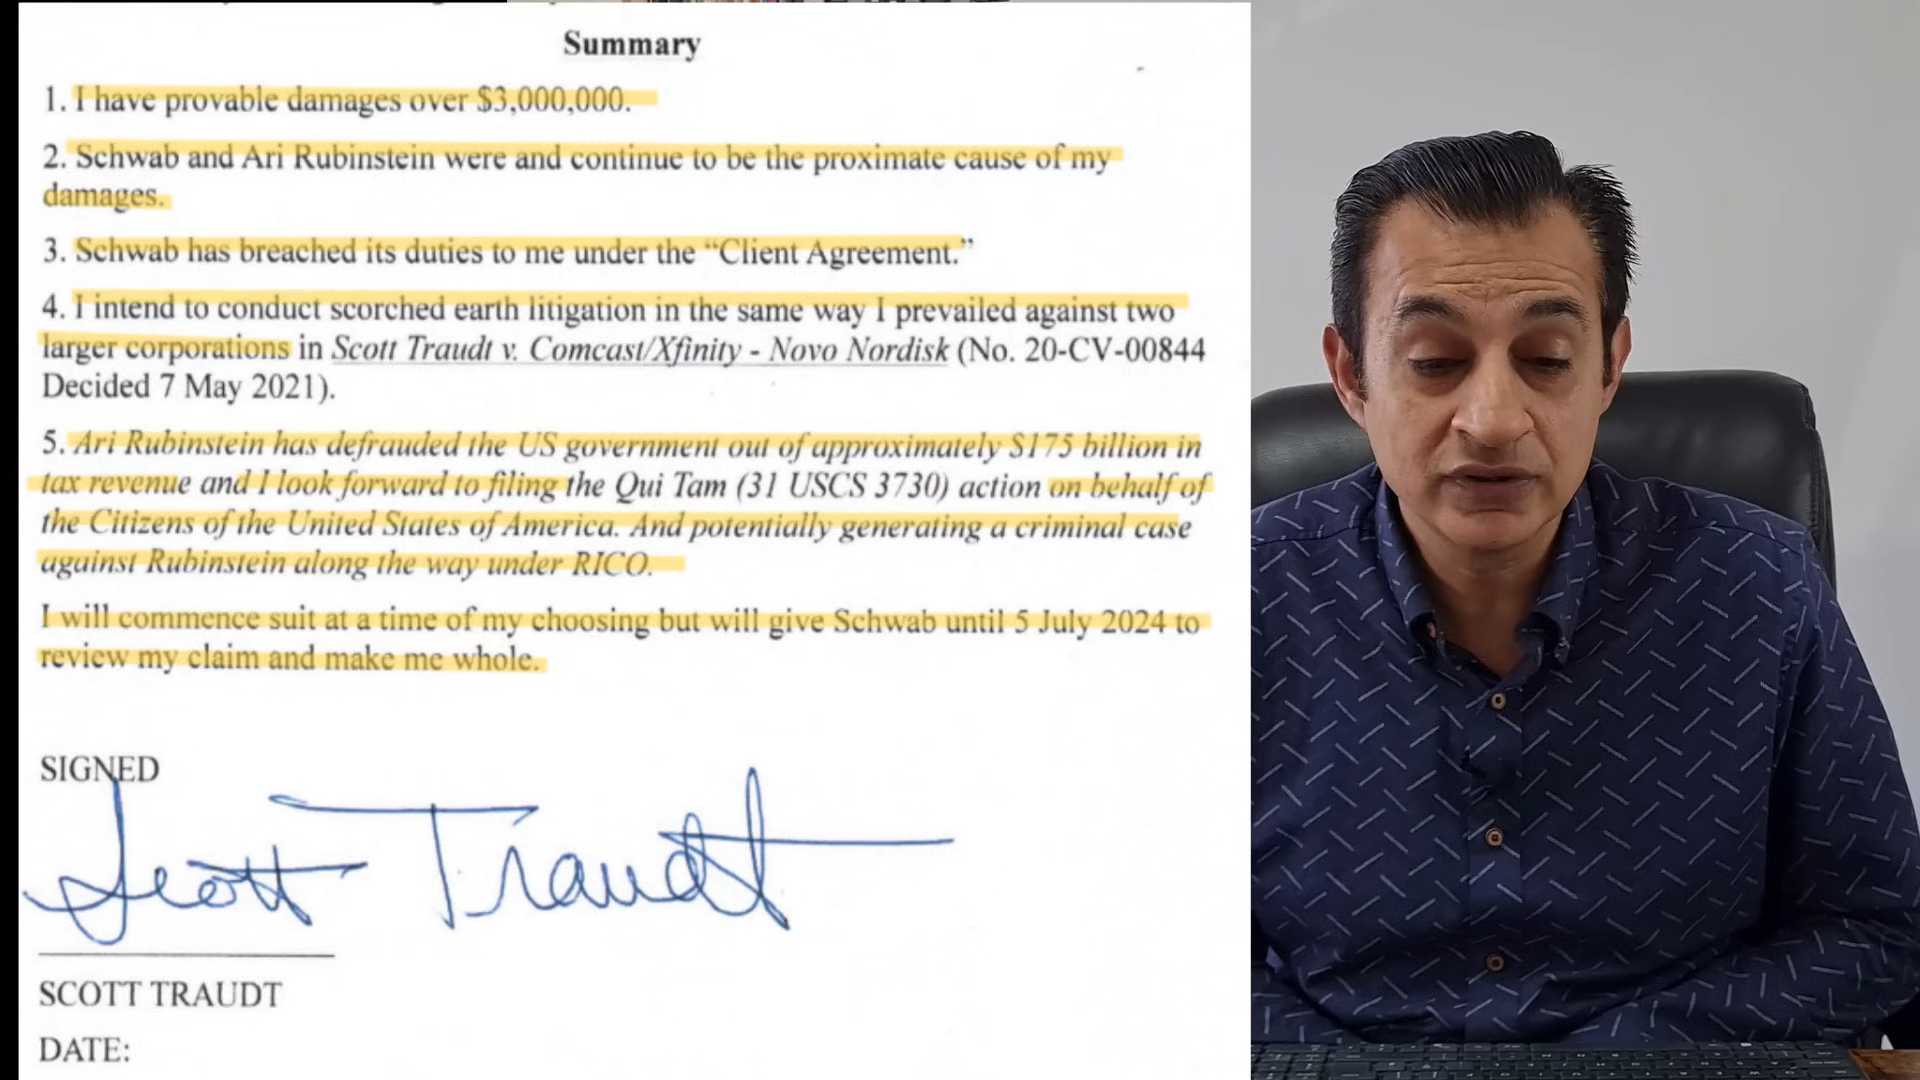 Summary
1. I have provable damages over $3,000,000.
2. Schwab and Ari Rubinstein were and continue to be the proximate cause of my
damages.
3. Schwab has breached its duties to me under the “Client Agreement.”
4. I intend to conduct scorched earth litigation in the same way I prevailed against two
larger corporations in Scott Traudt v. Comcast/Xfinity - Novo Nordisk (No. 20-CV-00844
Decided 7 May 2021).
5. Ari Rubinstein has defrauded the US government out of approximately $175 billion in
tax revenue and I look forward to filing the Qui Tam (31 USCS 3730) action on behalf of
the Citizens of the United States of America. And potentially generating a criminal case
against Rubinstein along the way under RICO.
I will commence suit at a time of my choosing but will give Schwab until 5 July 2024 to
review my claim and make me whole.
SIGNED
Scott Traudt
SCOTT TRAUDT
DATE: